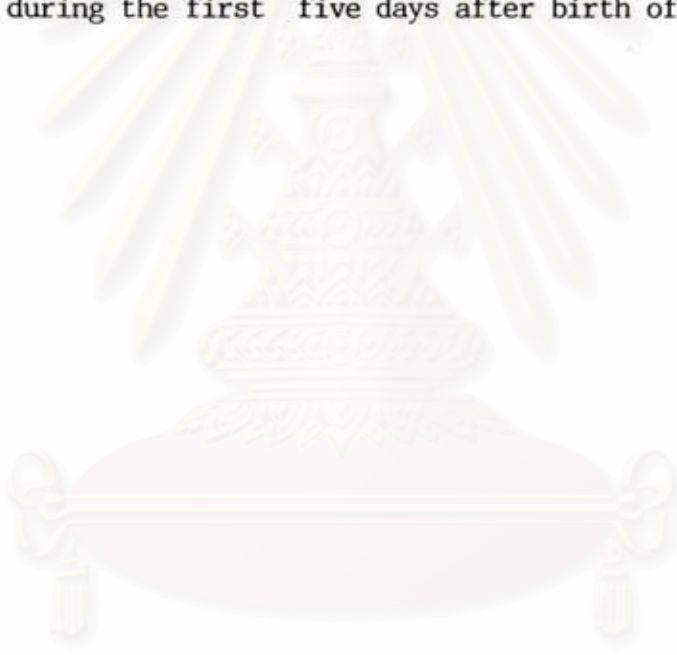 during the first five days after birth of